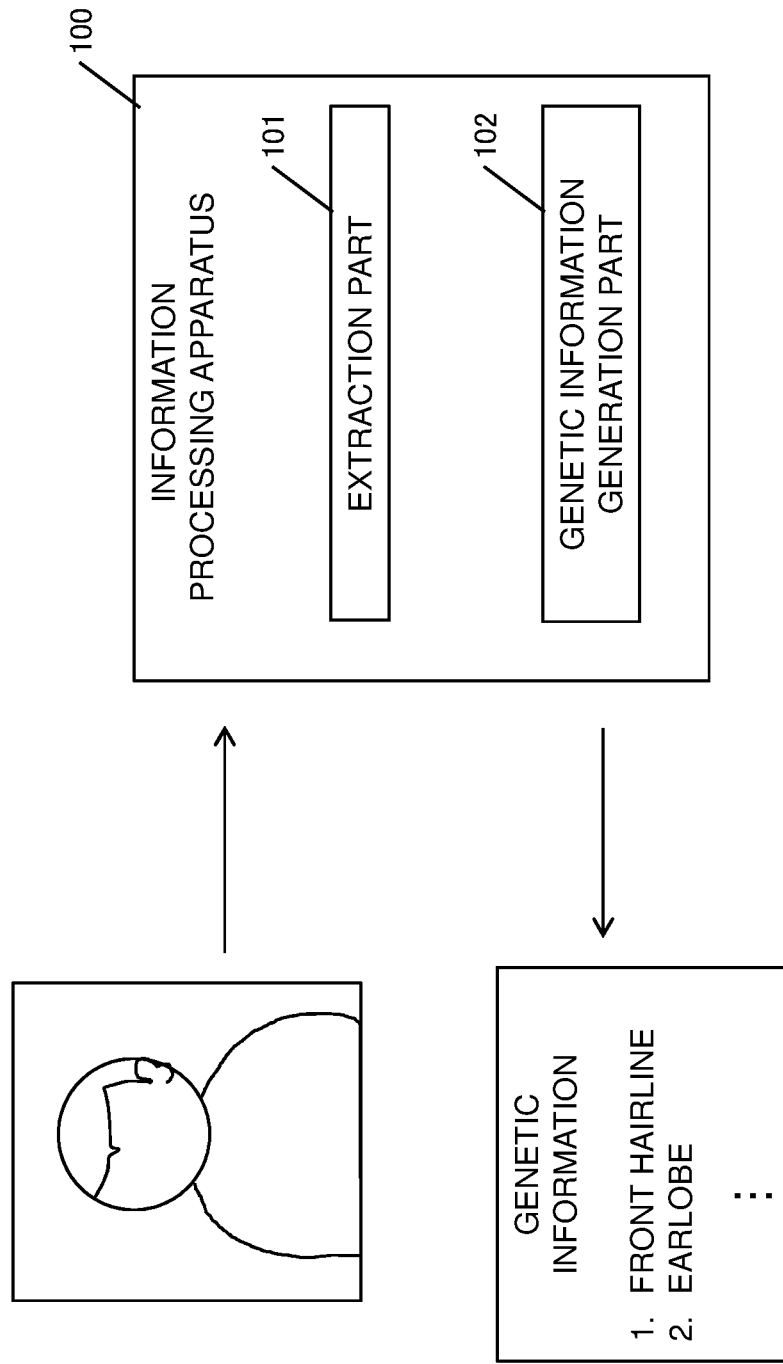 100
INFORMATION
PROCESSING APPARATUS
101
EXTRACTION PART
102
GENETIC INFORMATION
GENERATION PART
GENETIC
INFORMATION
1. FRONT HAIRLINE
2. EARLOBE
⋮